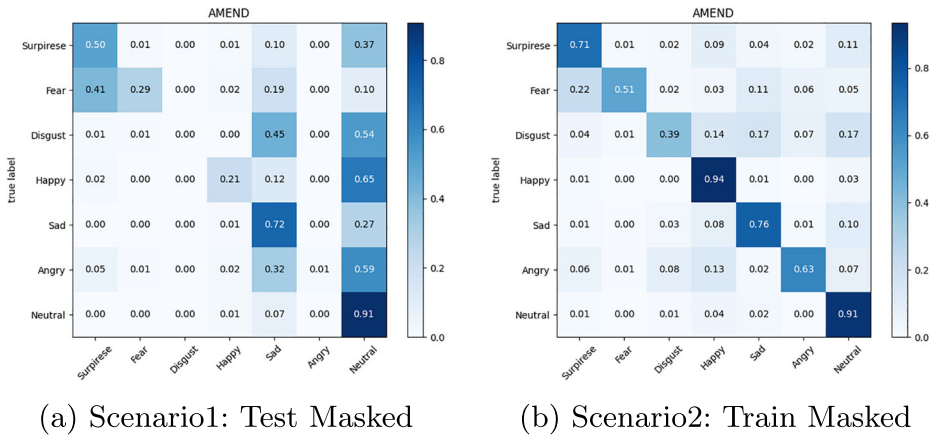 AMEND
Surpirese 0.50 0.01 0.00 0.01 0.10 0.00 0.37
Fear 0.41 0.29 0.00 0.02 0.19 0.00 0.10
Disgust 0.01 0.01 0.00 0.00 0.45 0.00 0.54
Happy 0.02 0.00 0.00 0.21 0.12 0.00 0.65
Sad 0.00 0.00 0.00 0.01 0.72 0.00 0.27
Angry 0.05 0.01 0.00 0.02 0.32 0.01 0.59
Neutral 0.00 0.00 0.00 0.01 0.07 0.00 0.91
Surpirese Fear Disgust Happy Sad Angry Neutral
true label
0.8
0.6
0.4
0.2
0.0
(a) Scenario1: Test Masked
AMEND
Surpirese 0.71 0.01 0.02 0.09 0.04 0.02 0.11
Fear 0.22 0.51 0.02 0.03 0.11 0.06 0.05
Disgust 0.04 0.01 0.39 0.14 0.17 0.07 0.17
Happy 0.01 0.00 0.00 0.94 0.01 0.00 0.03
Sad 0.01 0.00 0.03 0.08 0.76 0.01 0.10
Angry 0.06 0.01 0.08 0.13 0.02 0.63 0.07
Neutral 0.01 0.00 0.01 0.04 0.02 0.00 0.91
Surpirese Fear Disgust Happy Sad Angry Neutral
true label
0.8
0.6
0.4
0.2
0.0
(b) Scenario2: Train Masked